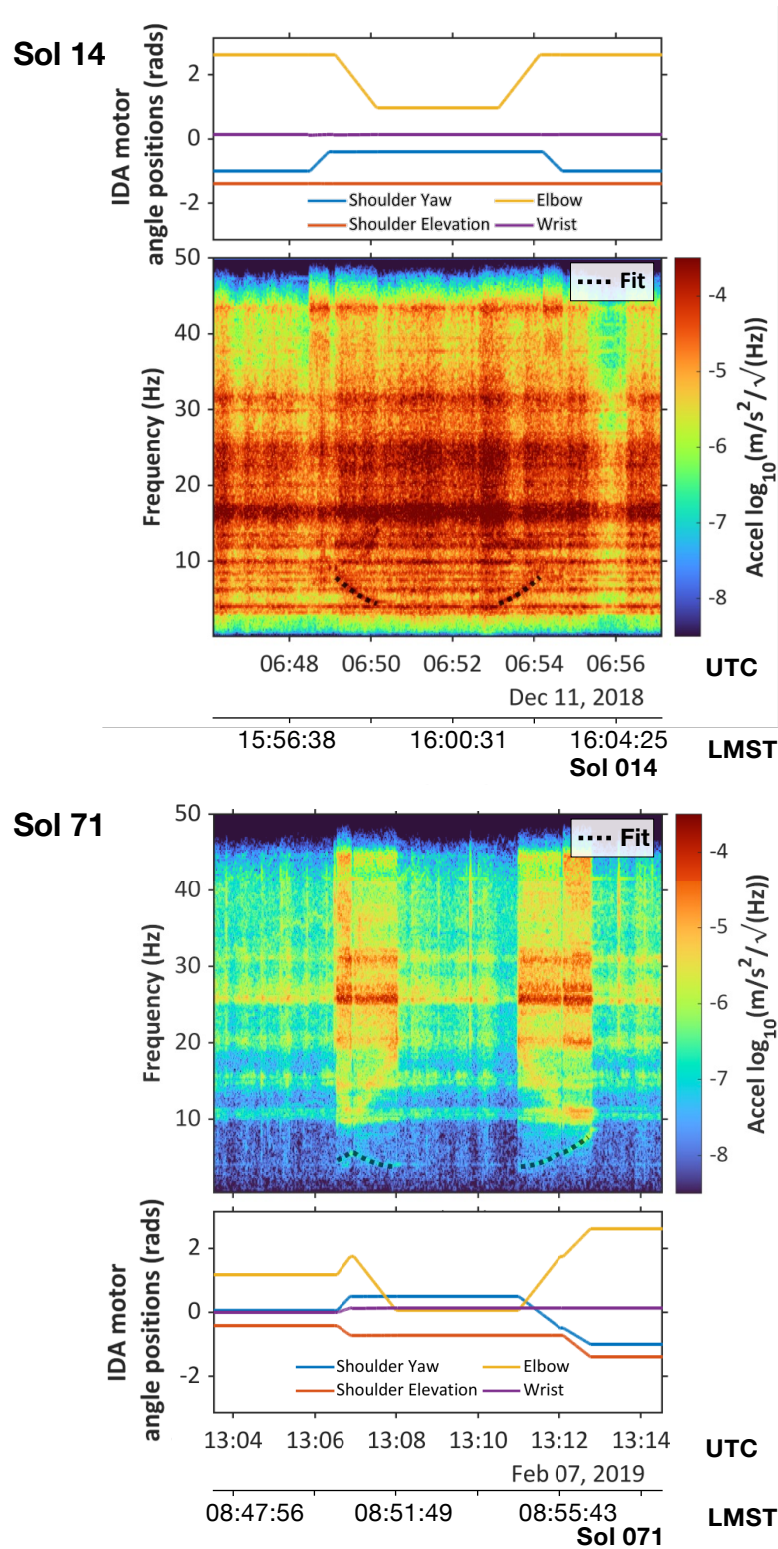 Sol 14
IDA motor
angle positions (rads)
2
0
-2
Shoulder Yaw
Elbow
Shoulder Elevation
Wrist
50
40
30
20
10
Frequency (Hz)
Fit
-4
-5
-6
-7
-8
Accel log10(m/s²/√(Hz))
06:48 06:50 06:52 06:54 06:56 UTC
Dec 11, 2018
15:56:38 16:00:31 16:04:25 LMST
Sol 014
Sol 71
50
40
30
20
10
Frequency (Hz)
Fit
-4
-5
-6
-7
-8
Accel log10(m/s²/√(Hz))
IDA motor
angle positions (rads)
2
0
-2
Shoulder Yaw
Elbow
Shoulder Elevation
Wrist
13:04 13:06 13:08 13:10 13:12 13:14 UTC
Feb 07, 2019
08:47:56 08:51:49 08:55:43 LMST
Sol 071